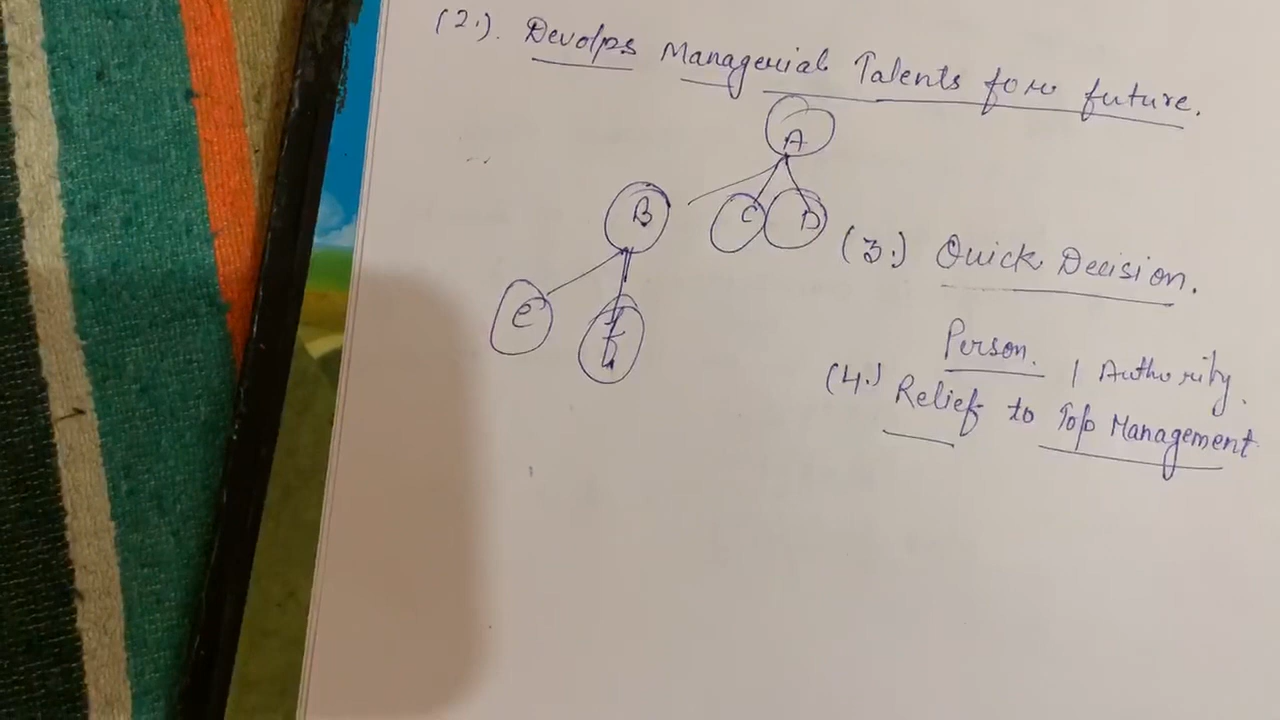 (2.). Devolps Managerial Talents for future.
A
B
C D
(3.) Quick Decision.
e
Person. | Authority.
(4.) Relief to Top Management